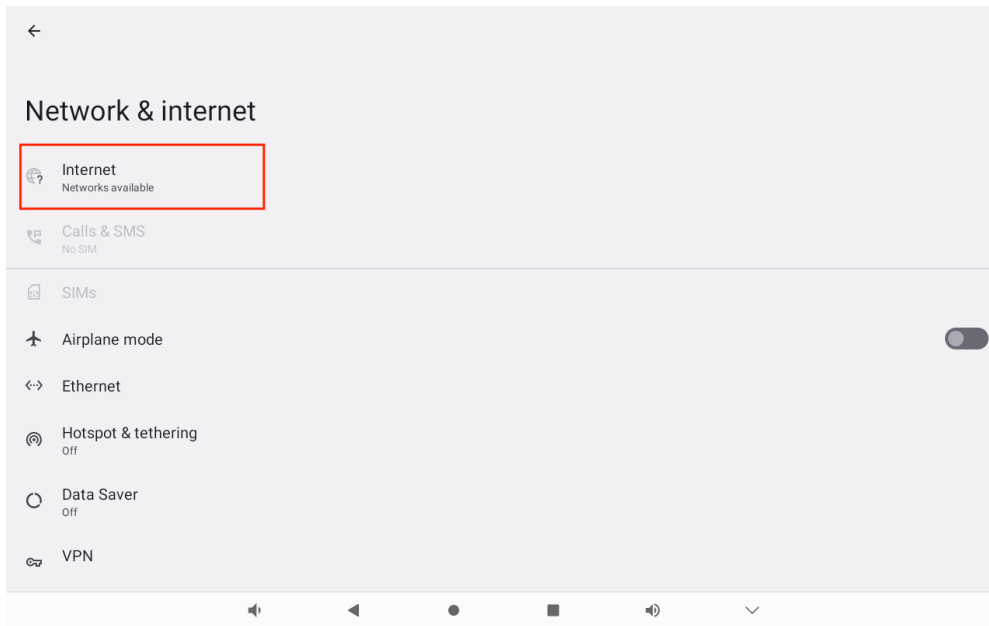 Network & internet
Internet
Networks available
Calls & SMS
No SIM
SIMs
Airplane mode
Ethernet
Hotspot & tethering
Off
Data Saver
Off
VPN